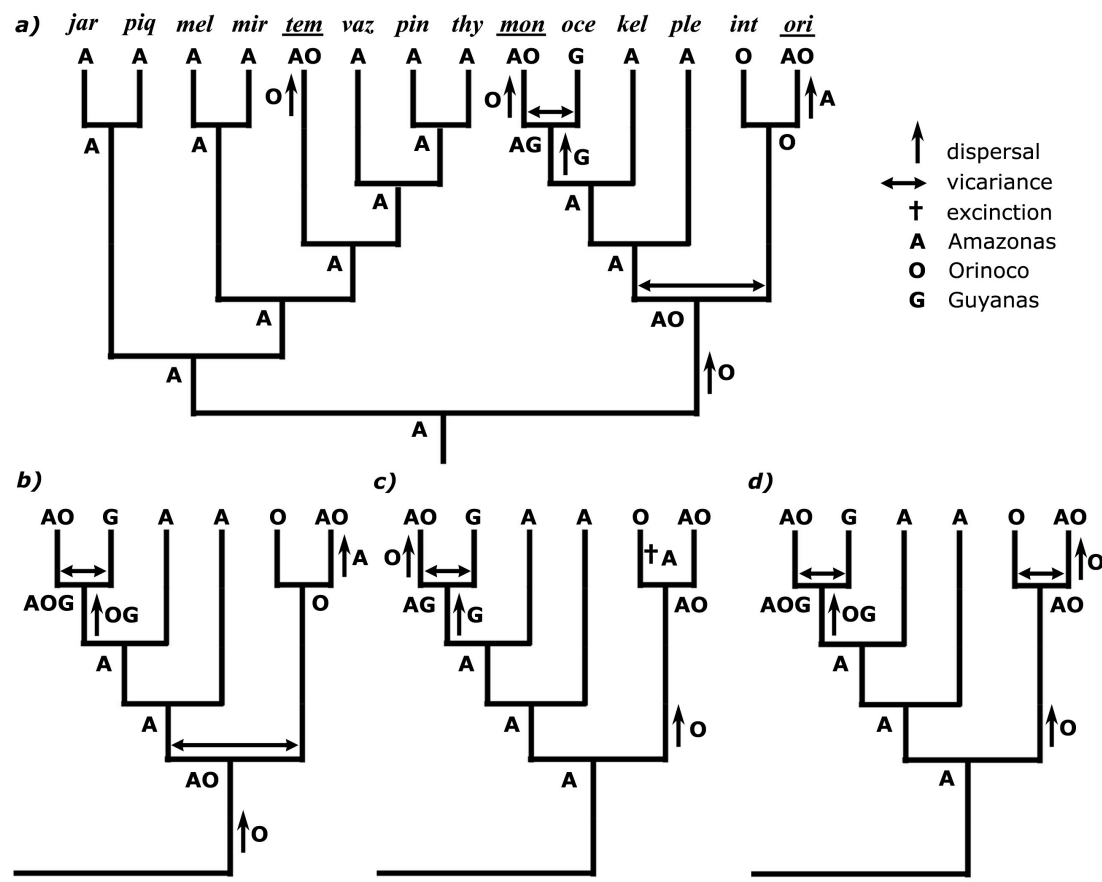 a) jar piq mel mir tem vaz pin thy mon oce kel ple int ori
A A A A AO A A A AO G A A O AO
O O A
A A A AG G O
A A
A A
A AO
A O
A
dispersal
vicariance
† excinction
A Amazonas
O Orinoco
G Guyanas
b)
AO G A A O AO
A
AOG OG O
A
A
AO
O
c)
AO G A A O AO
O † A
AG G AO
A
A O
A
d)
AO G A A O AO
O
AOG OG AO
A
A O
A